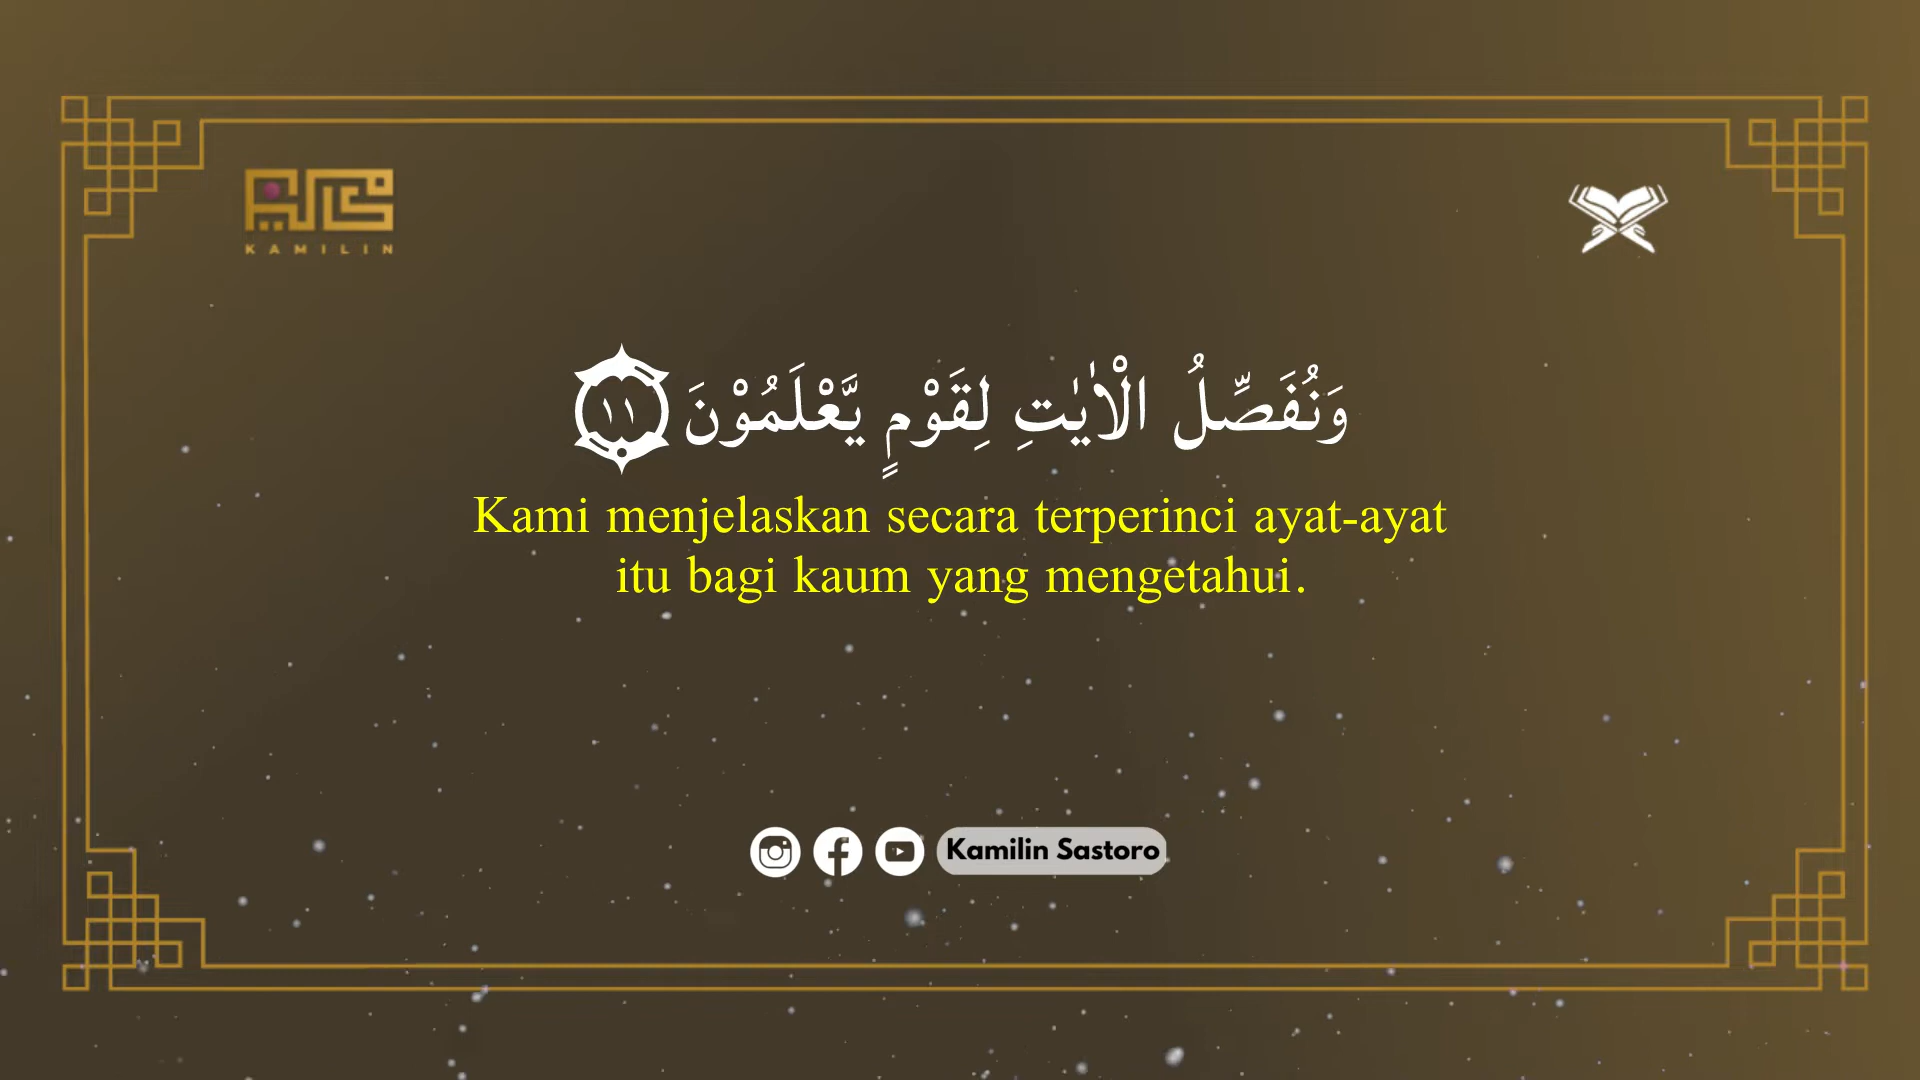 KAMILIN
وَنُفَصِّلُ الْاٰيٰتِ لِقَوْمٍ يَّعْلَمُوْنَ ١١
Kami menjelaskan secara terperinci ayat-ayat
itu bagi kaum yang mengetahui.
Kamilin Sastoro